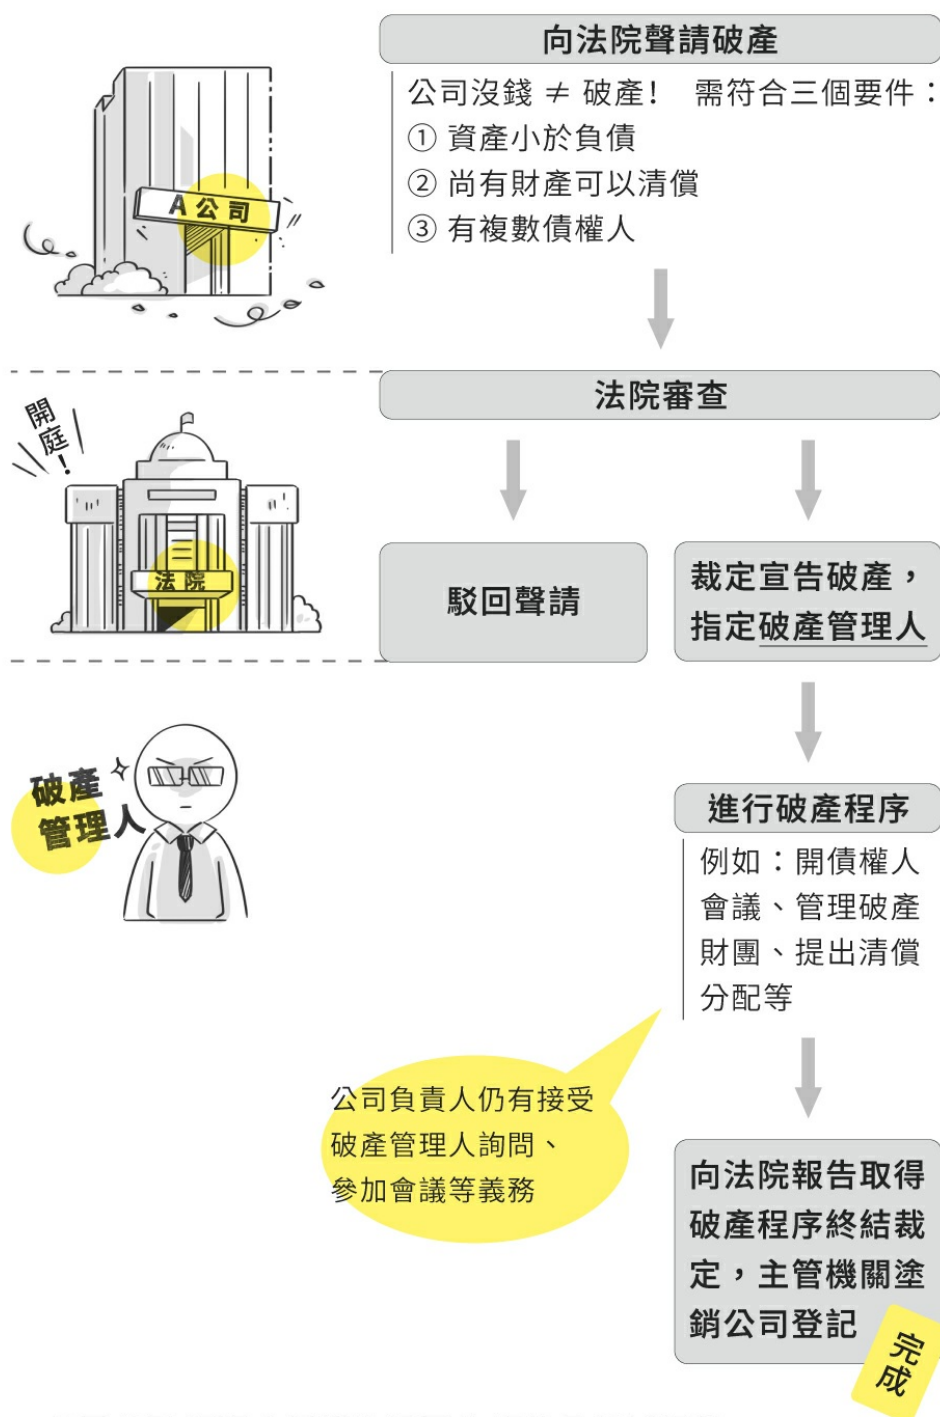 向法院聲請破產
公司沒錢 ≠ 破產！ 需符合三個要件：
① 資產小於負債
② 尚有財產可以清償
③ 有複數債權人
A公司
法院審查
開庭！
法院
駁回聲請
裁定宣告破產，
指定破產管理人
破產
管理人
進行破產程序
例如：開債權人
會議、管理破產
財團、提出清償
分配等
公司負責人仍有接受
破產管理人詢問、
參加會議等義務
向法院報告取得
破產程序終結裁
定，主管機關塗
銷公司登記
完成